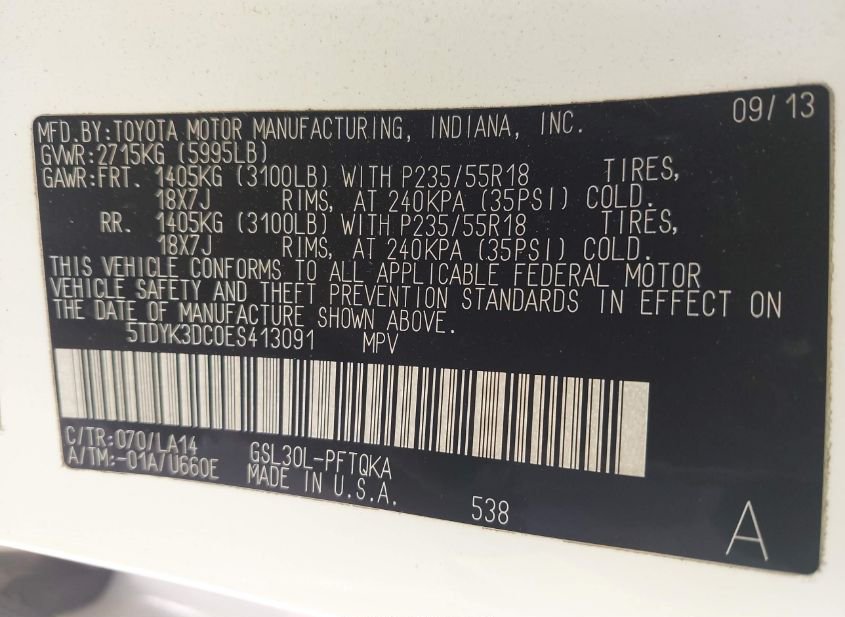 09/13
MFD.BY:TOYOTA MOTOR MANUFACTURING, INDIANA, INC.
GVWR:2715KG (5995LB)
GAWR:FRT. 1405KG (3100LB) WITH P235/55R18 TIRES,
18X7J RIMS, AT 240KPA (35PSI) COLD.
RR. 1405KG (3100LB) WITH P235/55R18 TIRES,
18X7J RIMS, AT 240KPA (35PSI) COLD.
THIS VEHICLE CONFORMS TO ALL APPLICABLE FEDERAL MOTOR
VEHICLE SAFETY AND THEFT PREVENTION STANDARDS IN EFFECT ON
THE DATE OF MANUFACTURE SHOWN ABOVE.
5TDYK3DC0ES413091 MPV
C/TR:070/LA14 GSL30L-PFTQKA
A/TM:-01A/U660E MADE IN U.S.A.
538
A